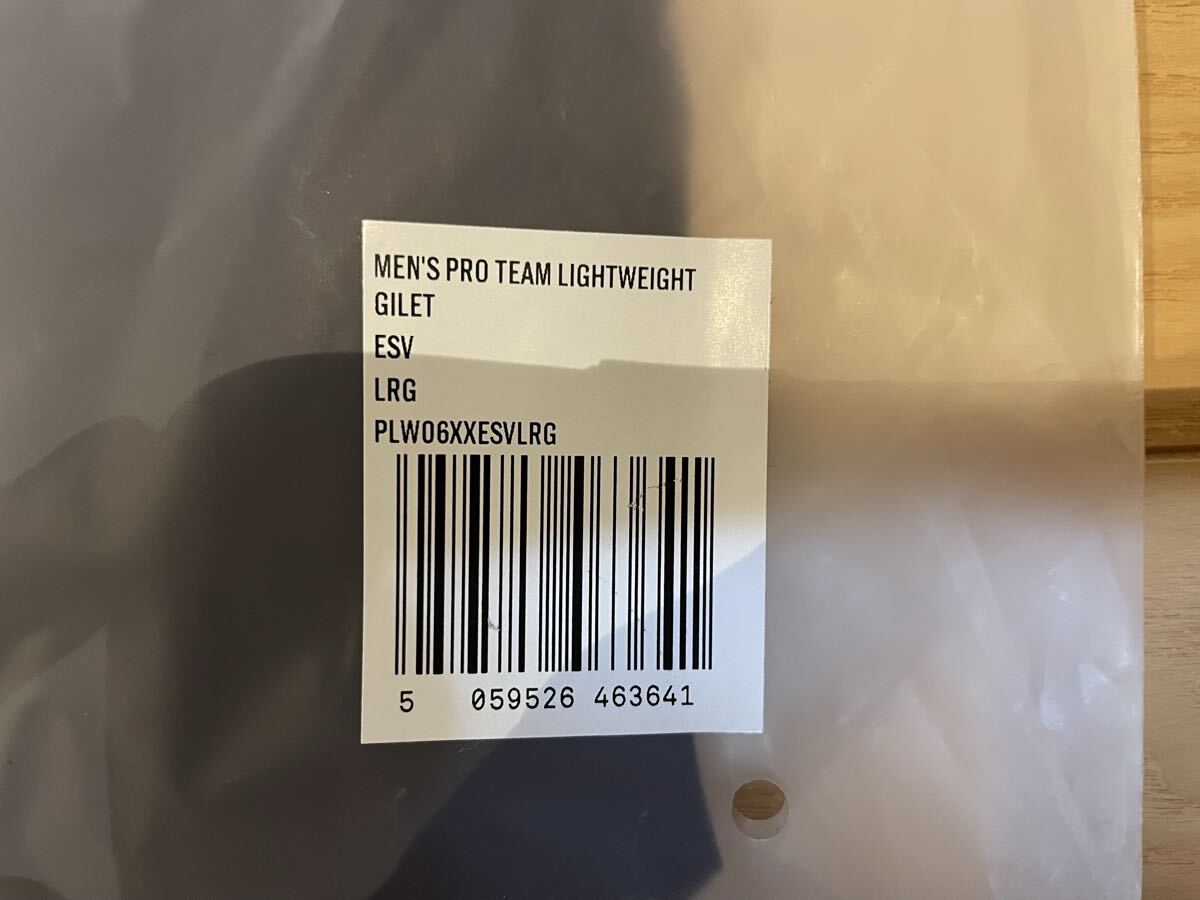 MEN'S PRO TEAM LIGHTWEIGHT
GILET
ESV
LRG
PLW06XXESVLRG
5 059526 463641